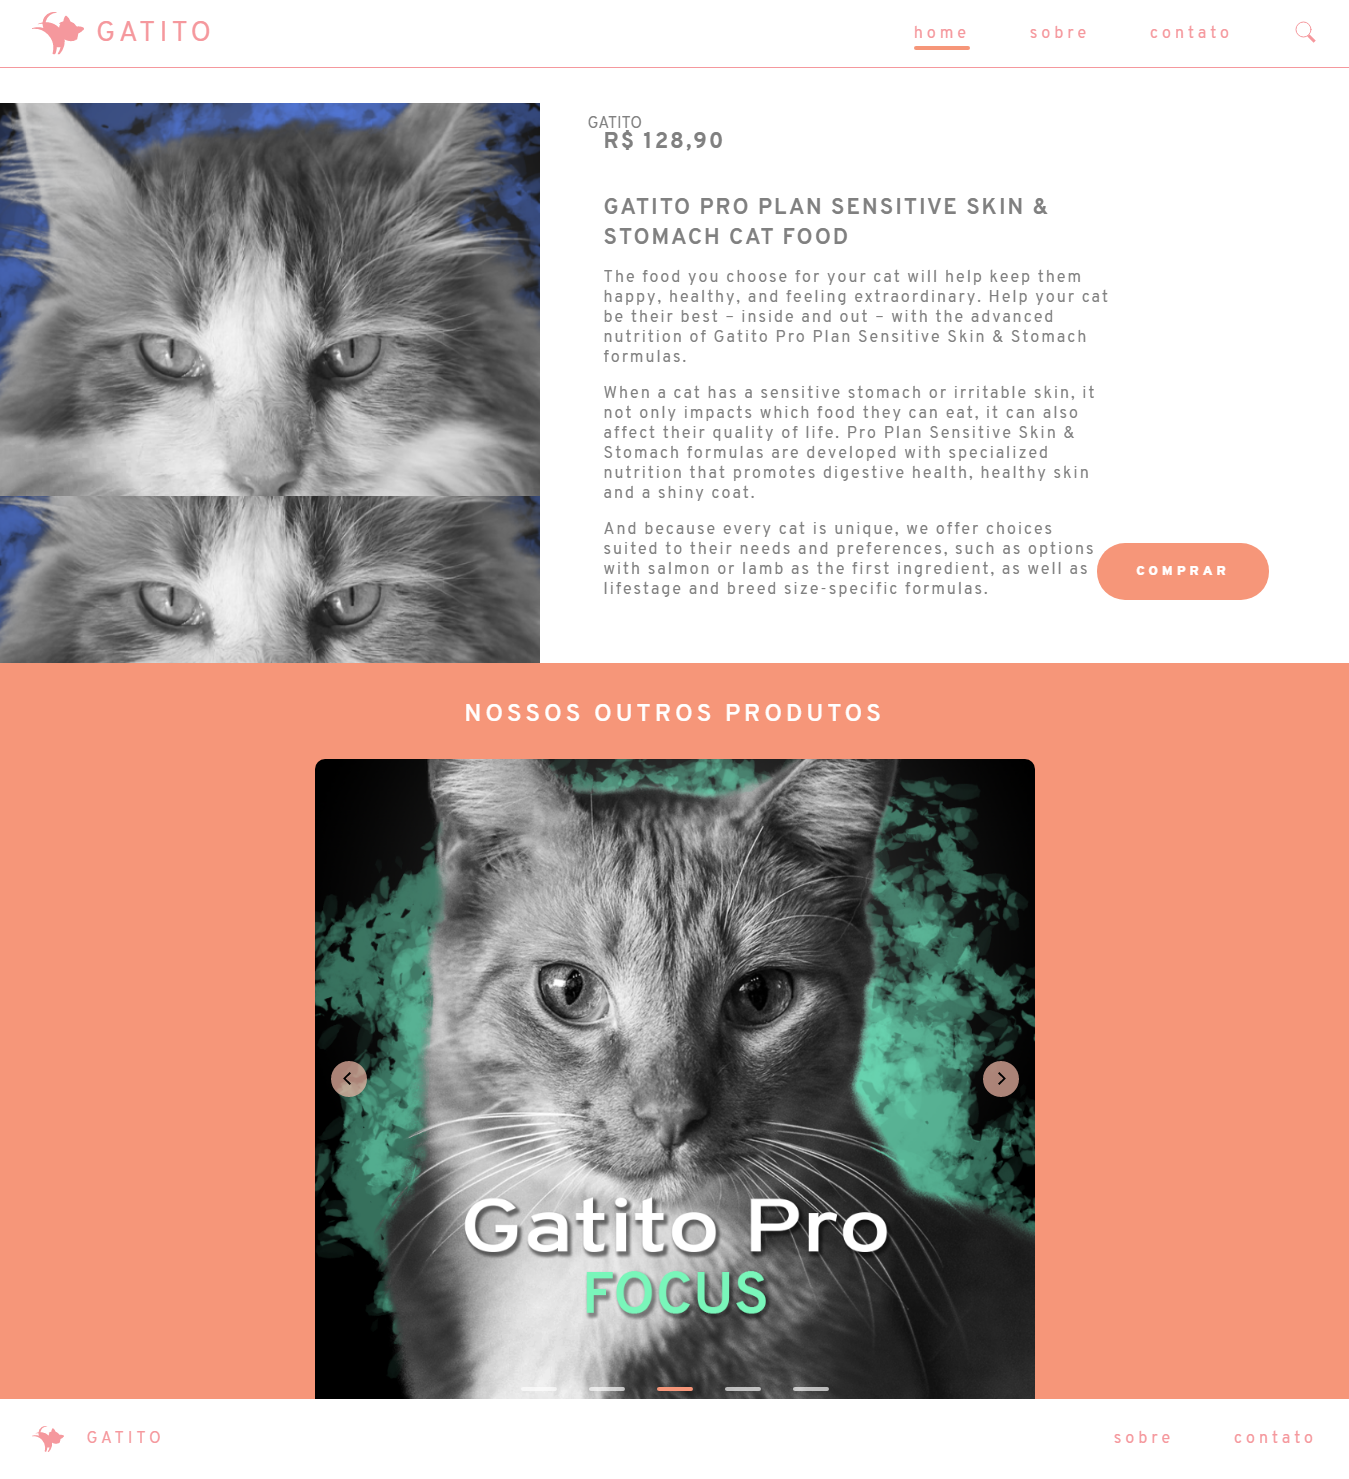 GATITO
home sobre contato
GATITO
R$ 128,90
GATITO PRO PLAN SENSITIVE SKIN &
STOMACH CAT FOOD
The food you choose for your cat will help keep them
happy, healthy, and feeling extraordinary. Help your cat
be their best – inside and out – with the advanced
nutrition of Gatito Pro Plan Sensitive Skin & Stomach
formulas.
When a cat has a sensitive stomach or irritable skin, it
not only impacts which food they can eat, it can also
affect their quality of life. Pro Plan Sensitive Skin &
Stomach formulas are developed with specialized
nutrition that promotes digestive health, healthy skin
and a shiny coat.
And because every cat is unique, we offer choices
suited to their needs and preferences, such as options
with salmon or lamb as the first ingredient, as well as
lifestage and breed size-specific formulas.
COMPRAR
NOSSOS OUTROS PRODUTOS
Gatito Pro
FOCUS
GATITO
sobre contato